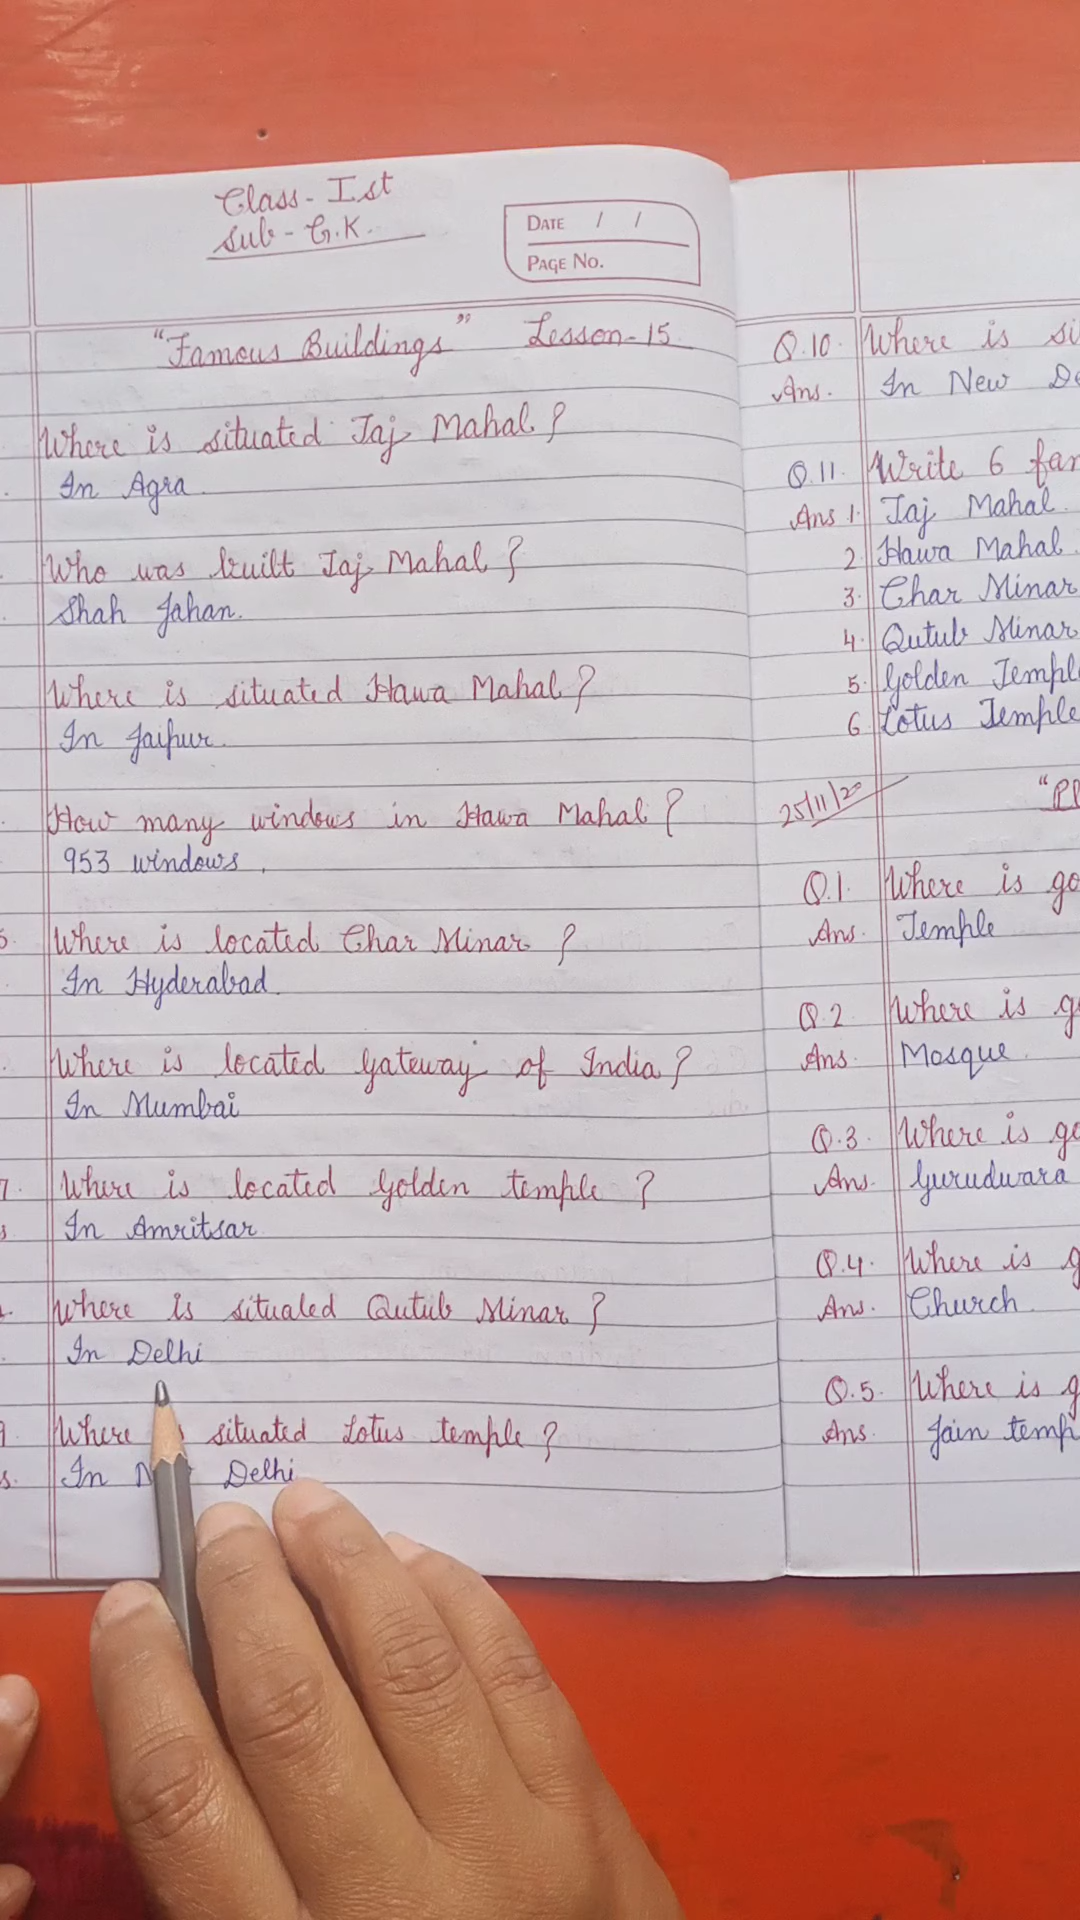 Class - Ist
Sub - G.K.
DATE / /
PAGE No.
"Famous Buildings" Lesson-15
Where is situated Taj Mahal?
In Agra
Who was built Taj Mahal?
Shah Jahan.
Where is situated Hawa Mahal?
In Jaipur.
How many windows in Hawa Mahal?
953 windows.
5. Where is located Char Minar?
In Hyderabad
Where is located Gateway of India?
In Mumbai
7. Where is located Golden temple?
In Amritsar
Where is situated Qutub Minar?
In Delhi
Where situated Lotus temple?
In Delhi
Q.10. Where is
Ans. In New
Q.11. Write 6
Ans 1. Taj Mahal.
2. Hawa Mahal
3. Char Minar
4. Qutub Minar
5. Golden Temple
6. Lotus Temple
25/11/20
Q.1. Where is
Ans. Temple
Q.2 Where is
Ans. Mosque
Q.3. Where is
Ans. Gurudwara
Q.4. Where is
Ans. Church
Q.5. Where is
Ans. Jain